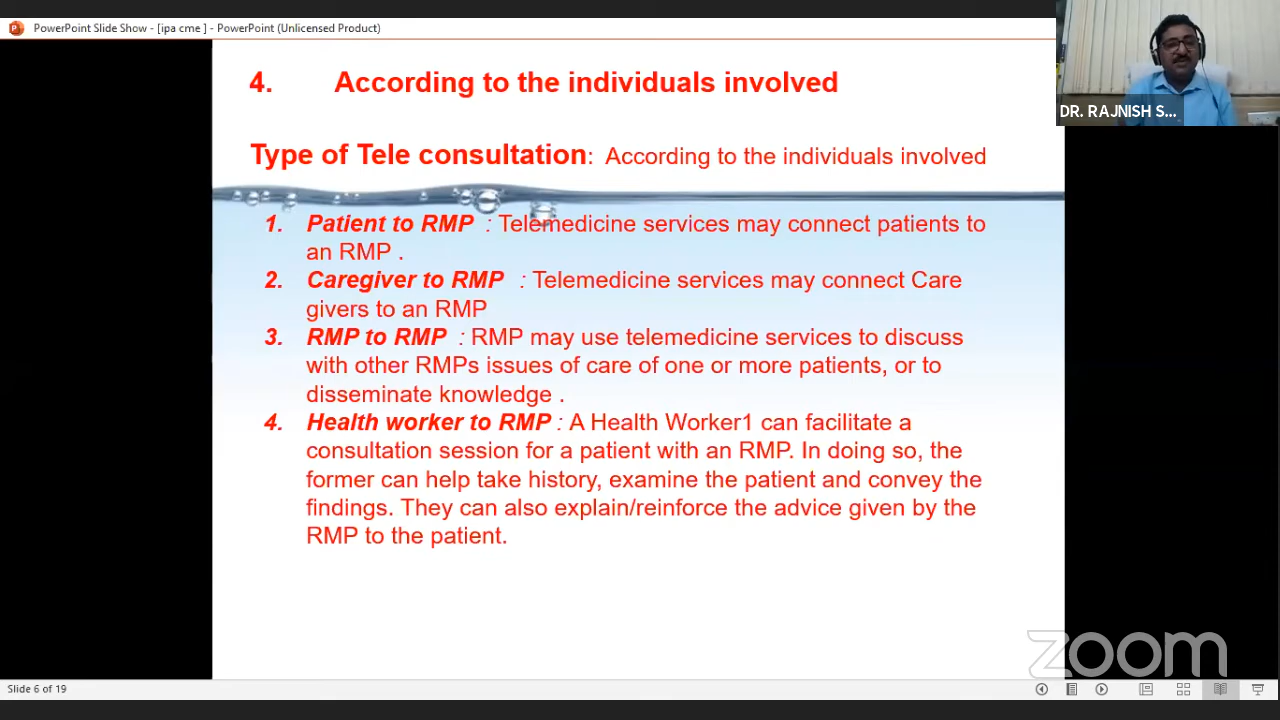 PowerPoint Slide Show - [ipa cme ] - PowerPoint (Unlicensed Product)
DR. RAJNISH S...
4. According to the individuals involved
Type of Tele consultation: According to the individuals involved
1. Patient to RMP : Telemedicine services may connect patients to
an RMP .
2. Caregiver to RMP : Telemedicine services may connect Care
givers to an RMP
3. RMP to RMP : RMP may use telemedicine services to discuss
with other RMPs issues of care of one or more patients, or to
disseminate knowledge .
4. Health worker to RMP : A Health Worker1 can facilitate a
consultation session for a patient with an RMP. In doing so, the
former can help take history, examine the patient and convey the
findings. They can also explain/reinforce the advice given by the
RMP to the patient.
zoom
Slide 6 of 19